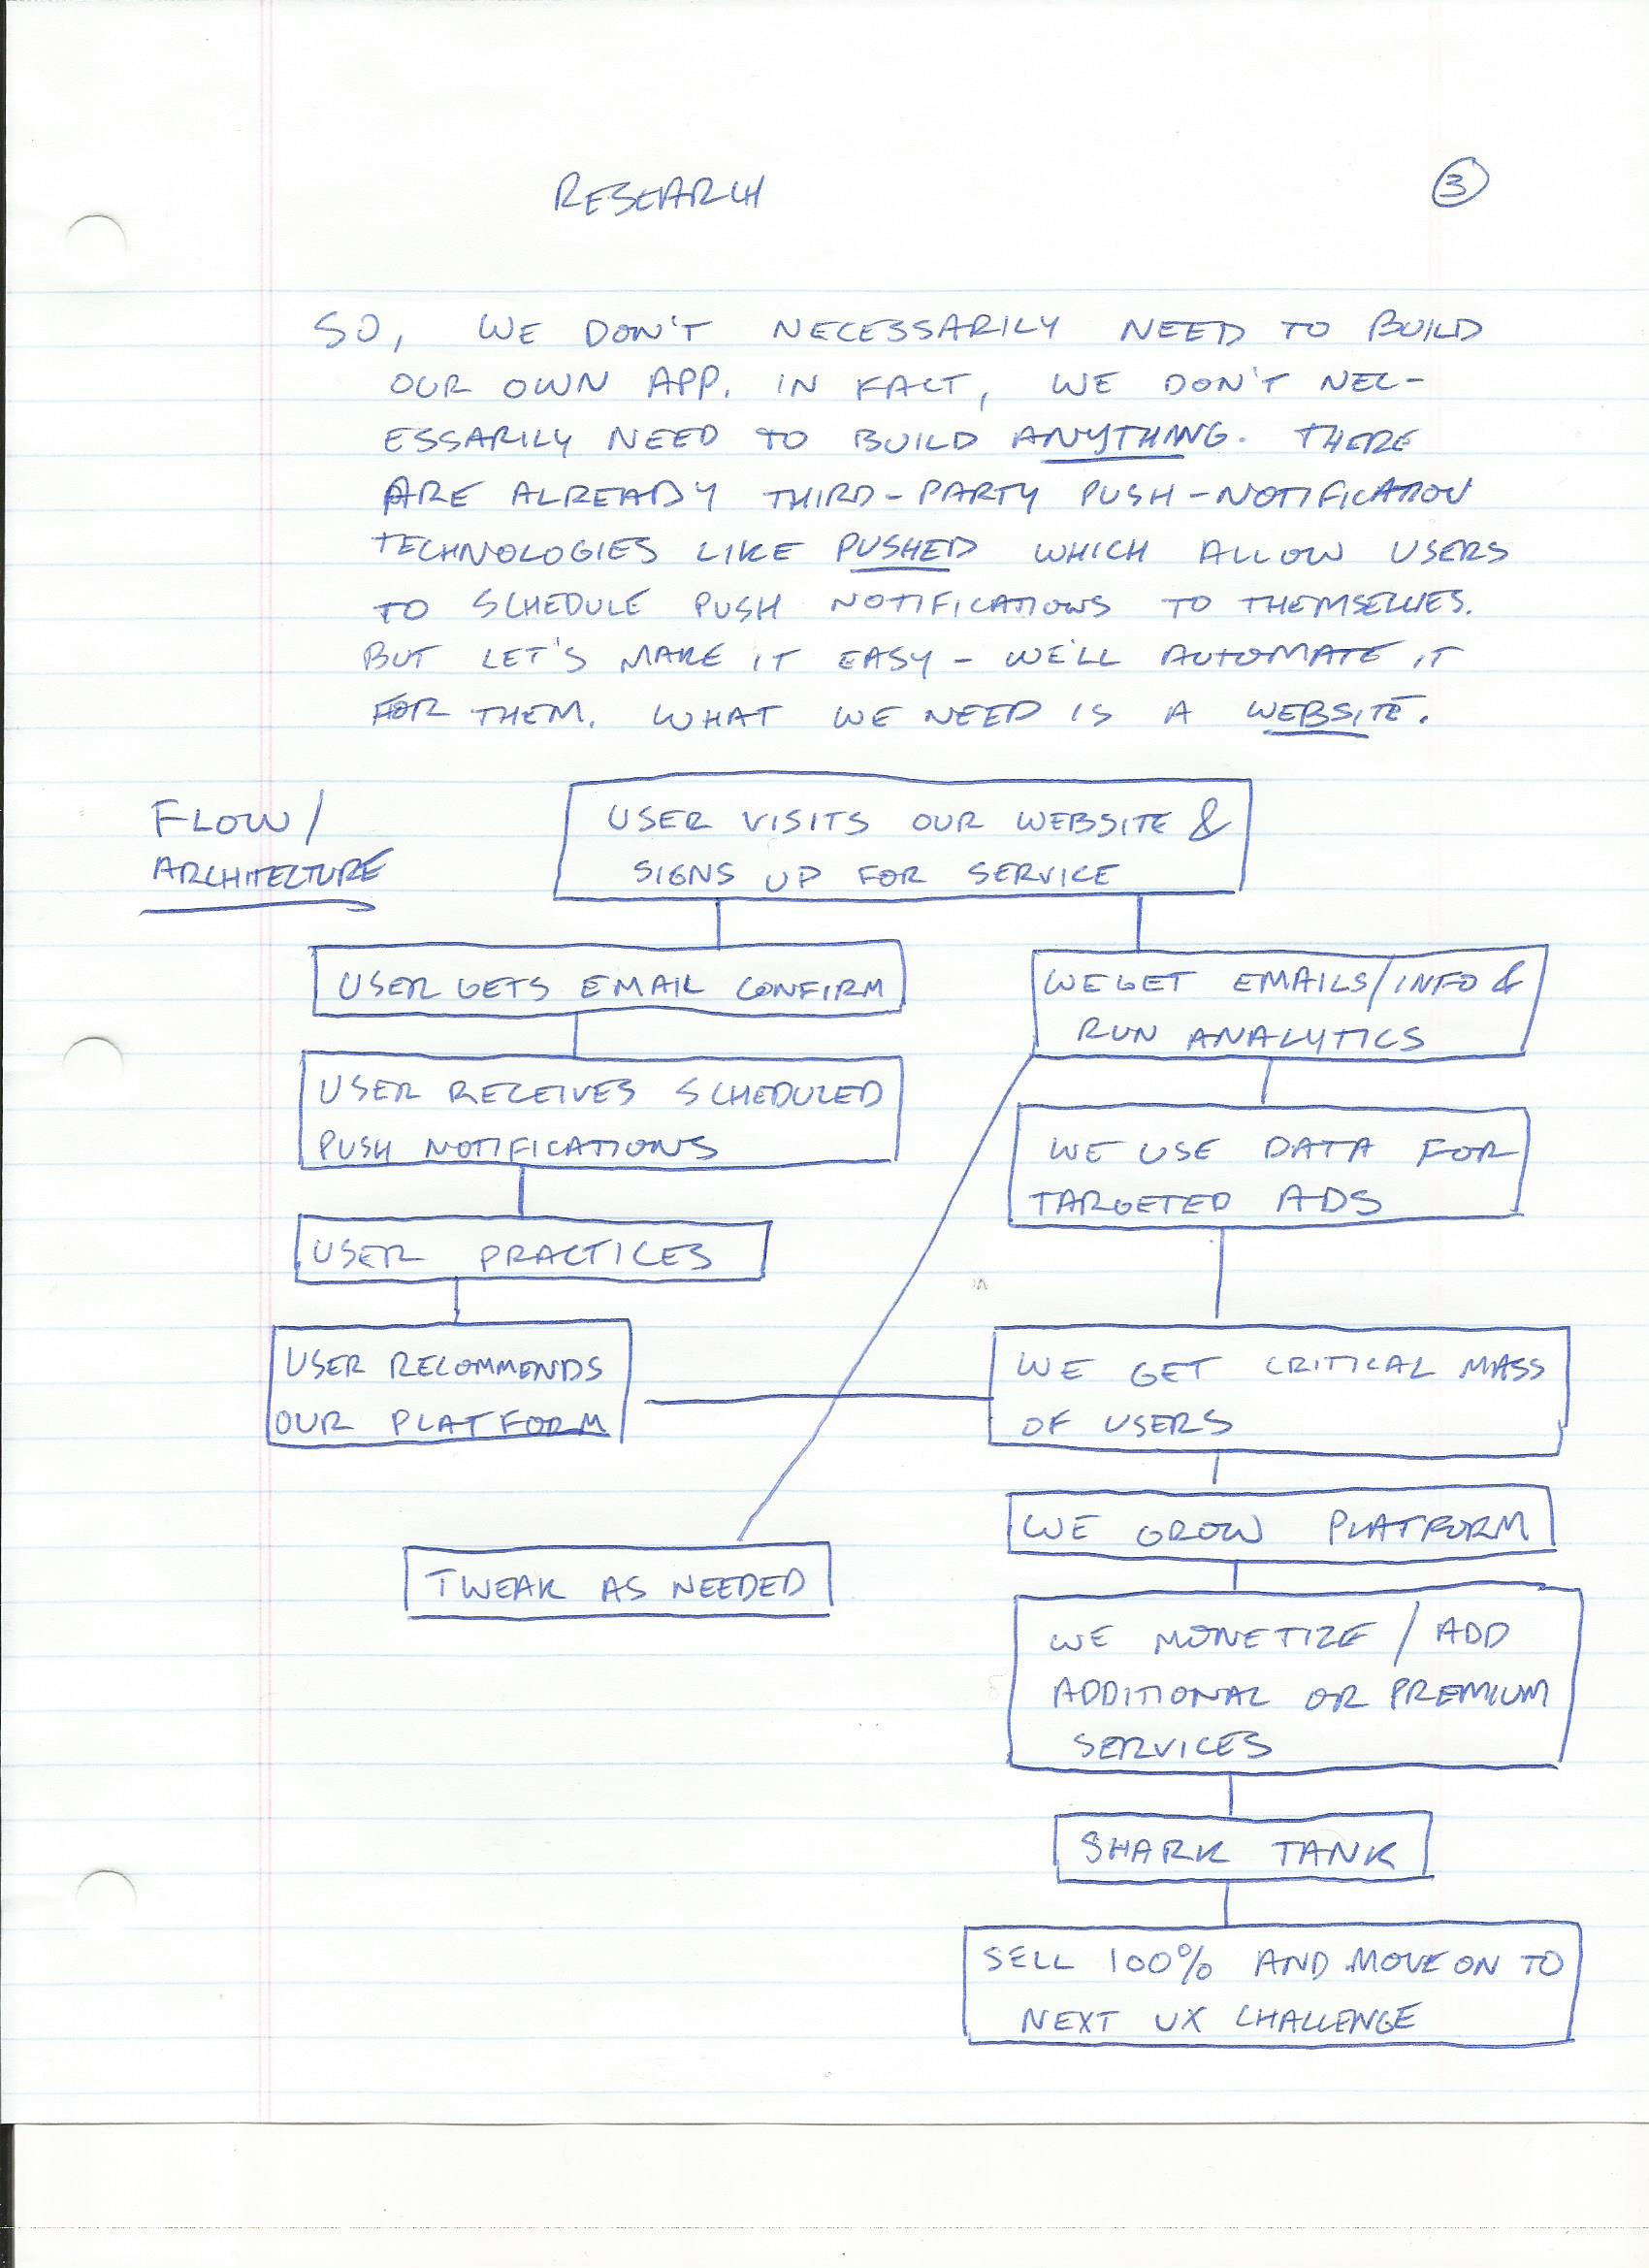 RESEARCH
3
SO, WE DON'T NECESSARILY NEED TO BUILD
OUR OWN APP. IN FACT, WE DON'T NEC-
ESSARILY NEED TO BUILD ANYTHING. THERE
ARE ALREADY THIRD-PARTY PUSH-NOTIFICATION
TECHNOLOGIES LIKE PUSHED WHICH ALLOW USERS
TO SCHEDULE PUSH NOTIFICATIONS TO THEMSELVES.
BUT LET'S MAKE IT EASY - WE'LL AUTOMATE IT
FOR THEM. WHAT WE NEED IS A WEBSITE.
FLOW/
ARCHITECTURE
USER VISITS OUR WEBSITE &
SIGNS UP FOR SERVICE
USER GETS EMAIL CONFIRM
USER RECEIVES SCHEDULED
PUSH NOTIFICATIONS
USER PRACTICES
USER RECOMMENDS
OUR PLATFORM
TWEAK AS NEEDED
WE GET EMAILS/INFO &
RUN ANALYTICS
WE USE DATA FOR
TARGETED ADS
WE GET CRITICAL MASS
OF USERS
WE GROW PLATFORM
WE MONETIZE / ADD
ADDITIONAL OR PREMIUM
SERVICES
SHARK TANK
SELL 100% AND MOVE ON TO
NEXT UX CHALLENGE